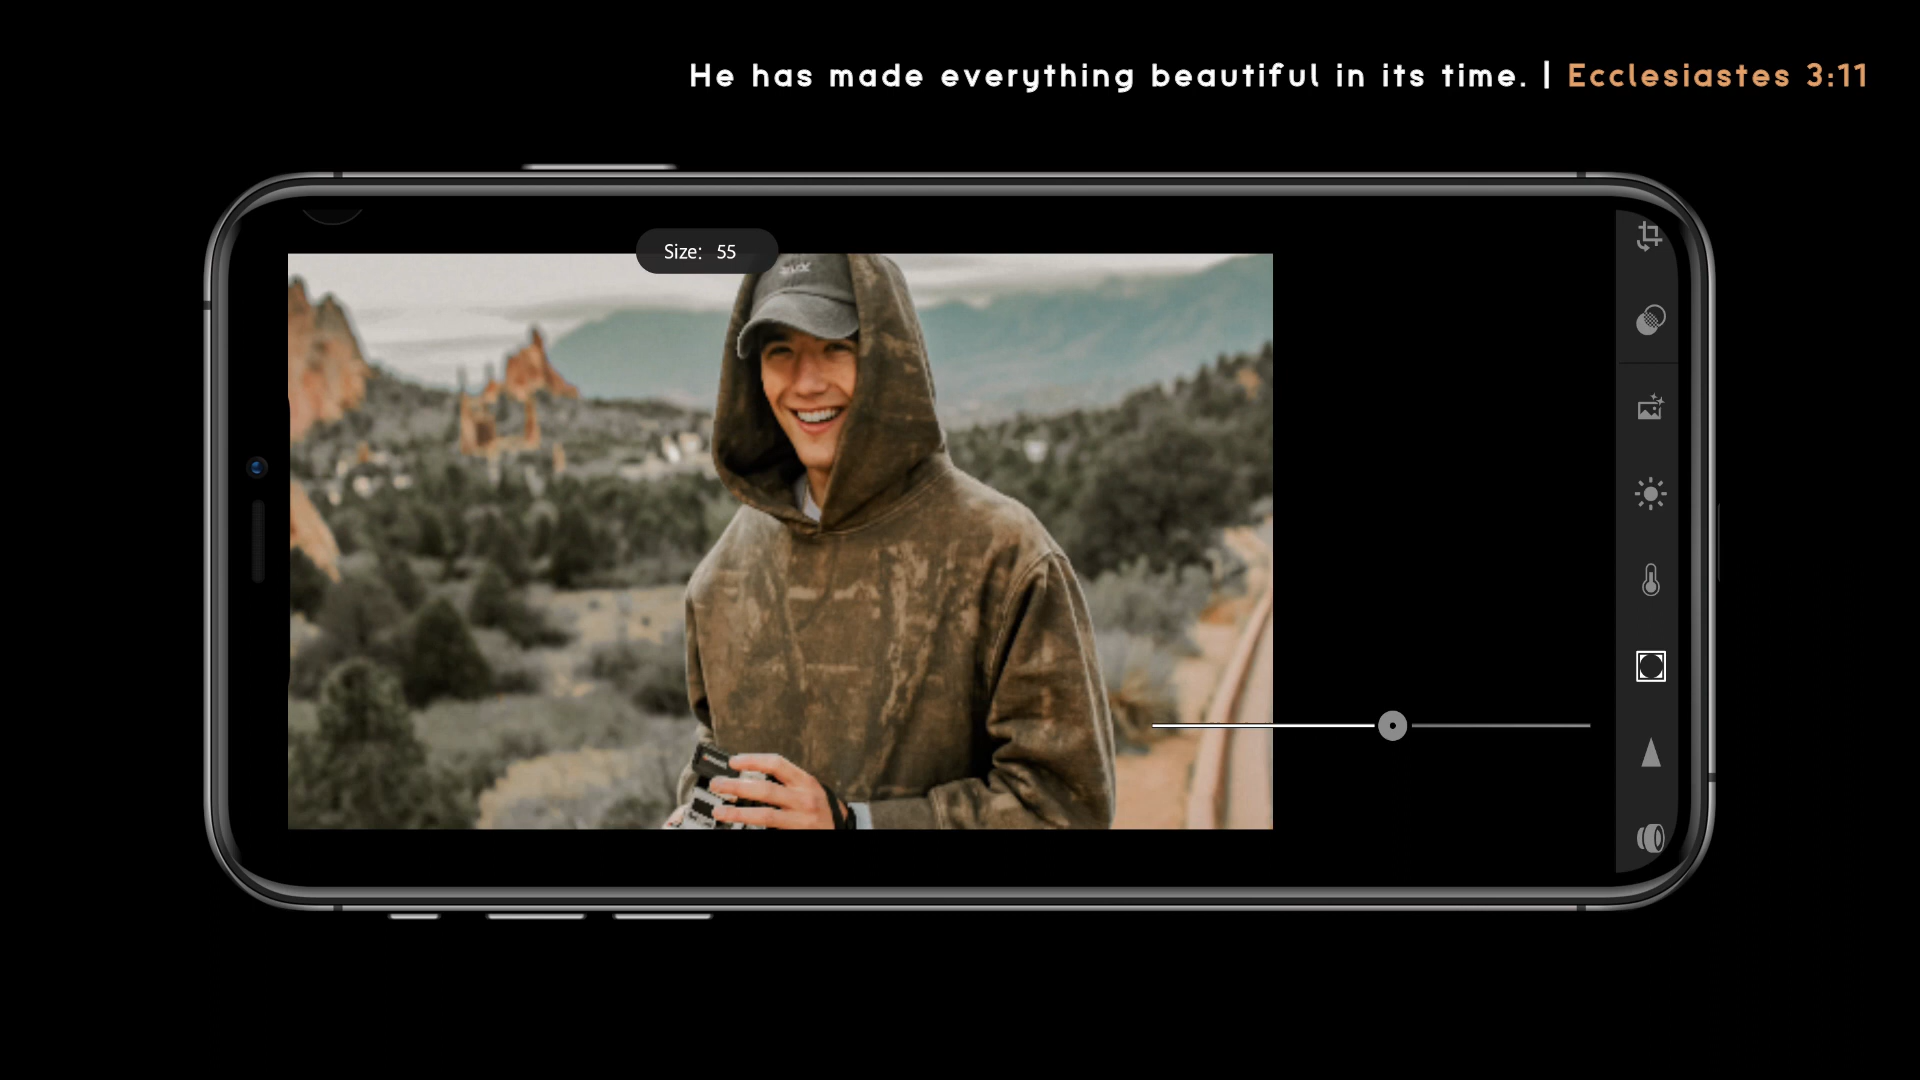 He has made everything beautiful in its time. | Ecclesiastes 3:11
Size: 55